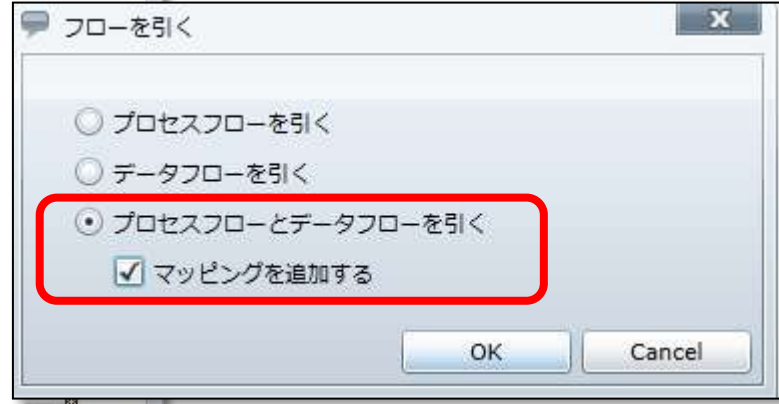 フローを引く
プロセスフローを引く
データフローを引く
プロセスフローとデータフローを引く
マッピングを追加する
OK Cancel